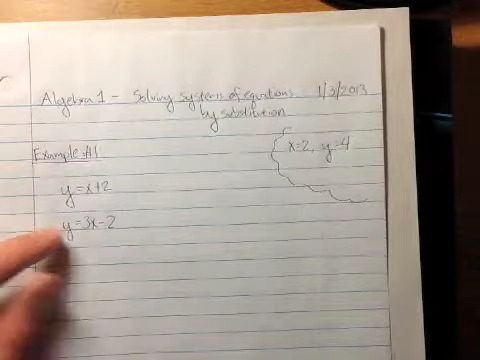 Algebra 1 - Solving systems of equations 1/3/2013
by substitution
Example #1
x=2, y=4
y=x+2
y=3x-2